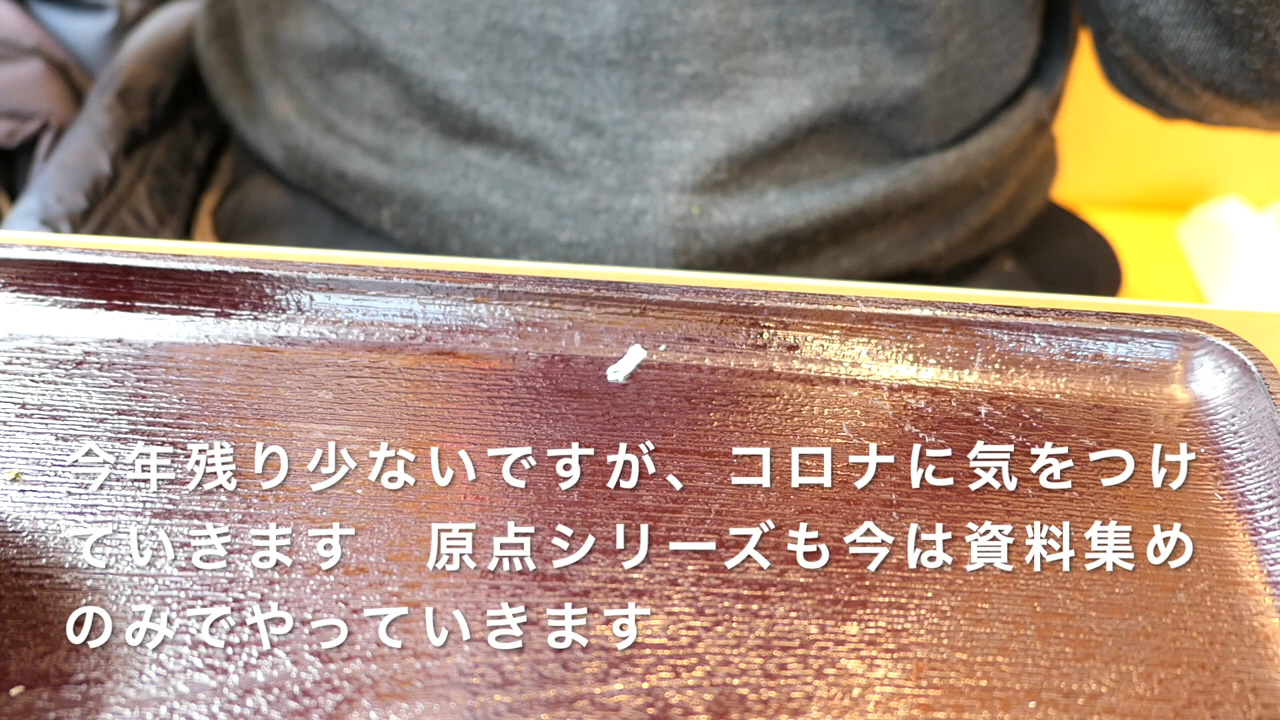 今年残り少ないですが、コロナに気をつけ
ていきます　原点シリーズも今は資料集め
のみでやっていきます